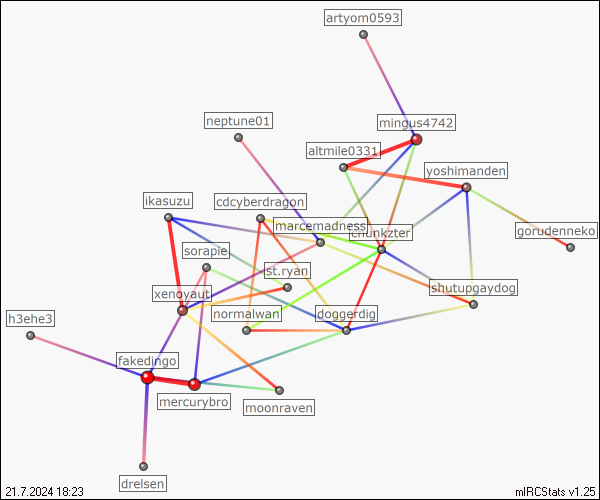 artyom0593
neptune01
mingus4742
altmile0331
yoshimanden
ikasuzu
cdcyberdragon
marcemadness
chunkzter
gorudenneko
sorapie
st.ryan
xenoyaut
shutupgaydog
h3ehe3
normalwan
doggerdig
fakedingo
mercurybro
moonraven
drelsen
21.7.2024 18:23
mIRCStats v1.25